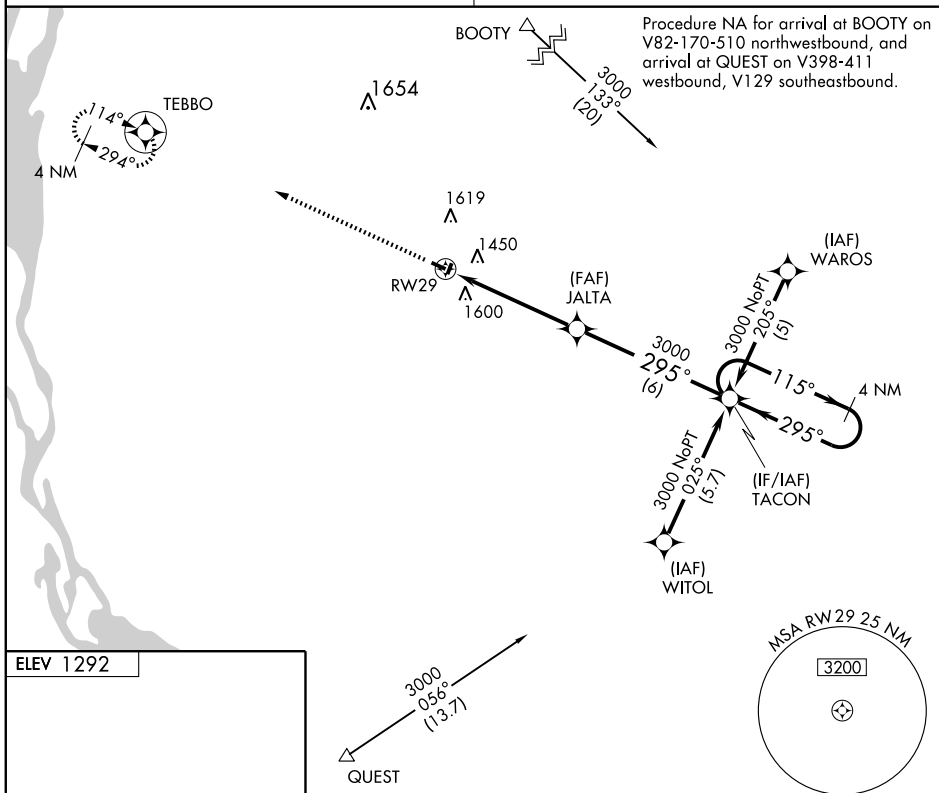 BOOTY
3000
133°
(20)
Procedure NA for arrival at BOOTY on
V82-170-510 northwestbound, and
arrival at QUEST on V398-411
westbound, V129 southeastbound.
1654
TEBBO
114°
294°
4 NM
1619
1450
RW29
1600
(FAF)
JALTA
(IAF)
WAROS
3000 NoPT
205°
(5)
3000
295°
(6)
115°
4 NM
295°
3000 NoPT
025°
(5.7)
(IF/IAF)
TACON
(IAF)
WITOL
ELEV 1292
3000
056°
(13.7)
QUEST
MSA RW29 25 NM
3200